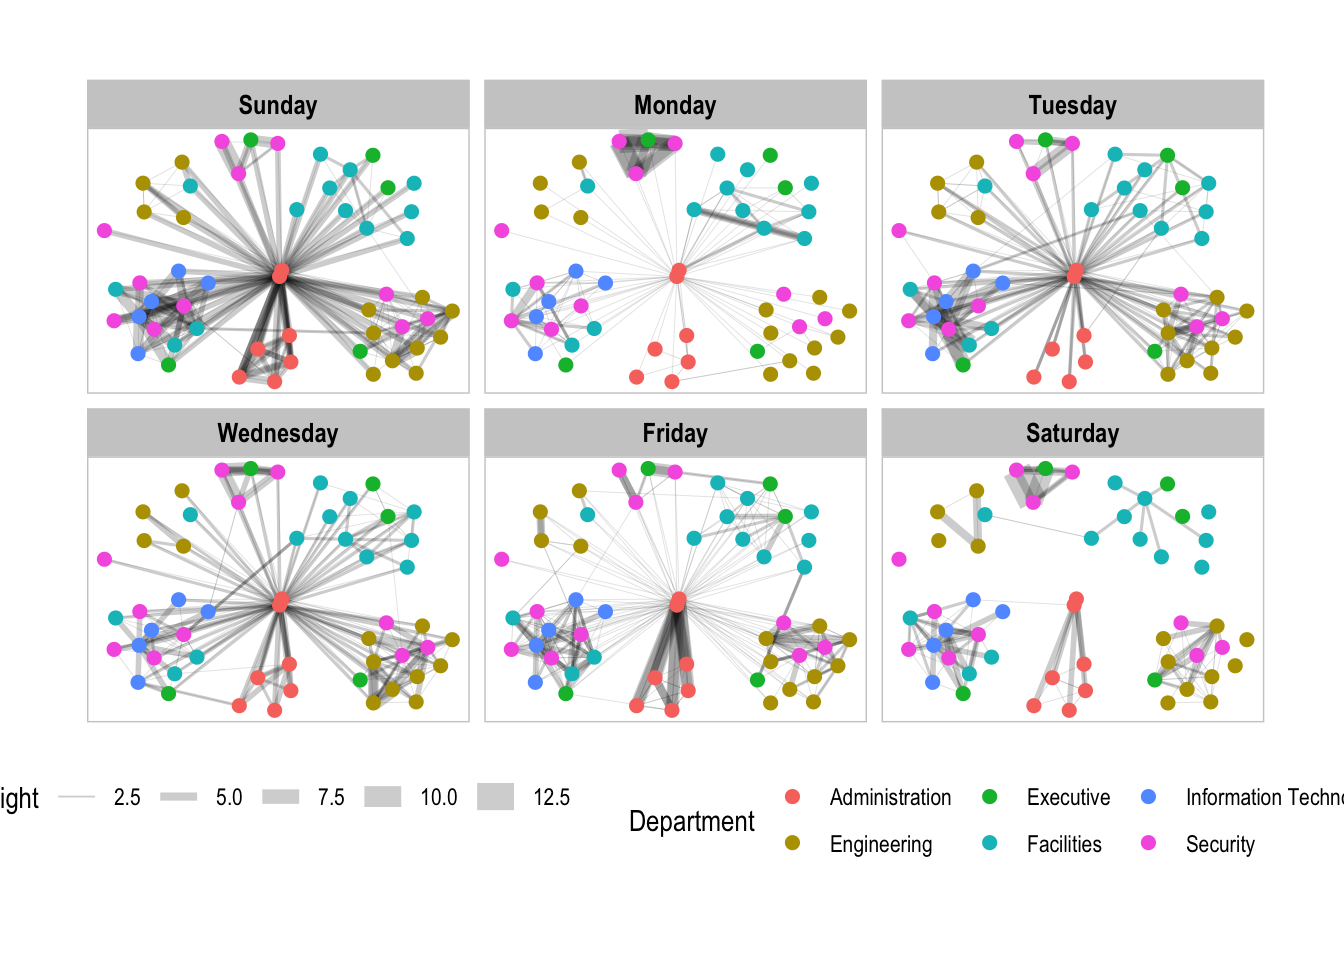 Sunday Monday Tuesday
Wednesday Friday Saturday
ight 2.5 5.0 7.5 10.0 12.5
Department
Administration Executive Information Techn
Engineering Facilities Security